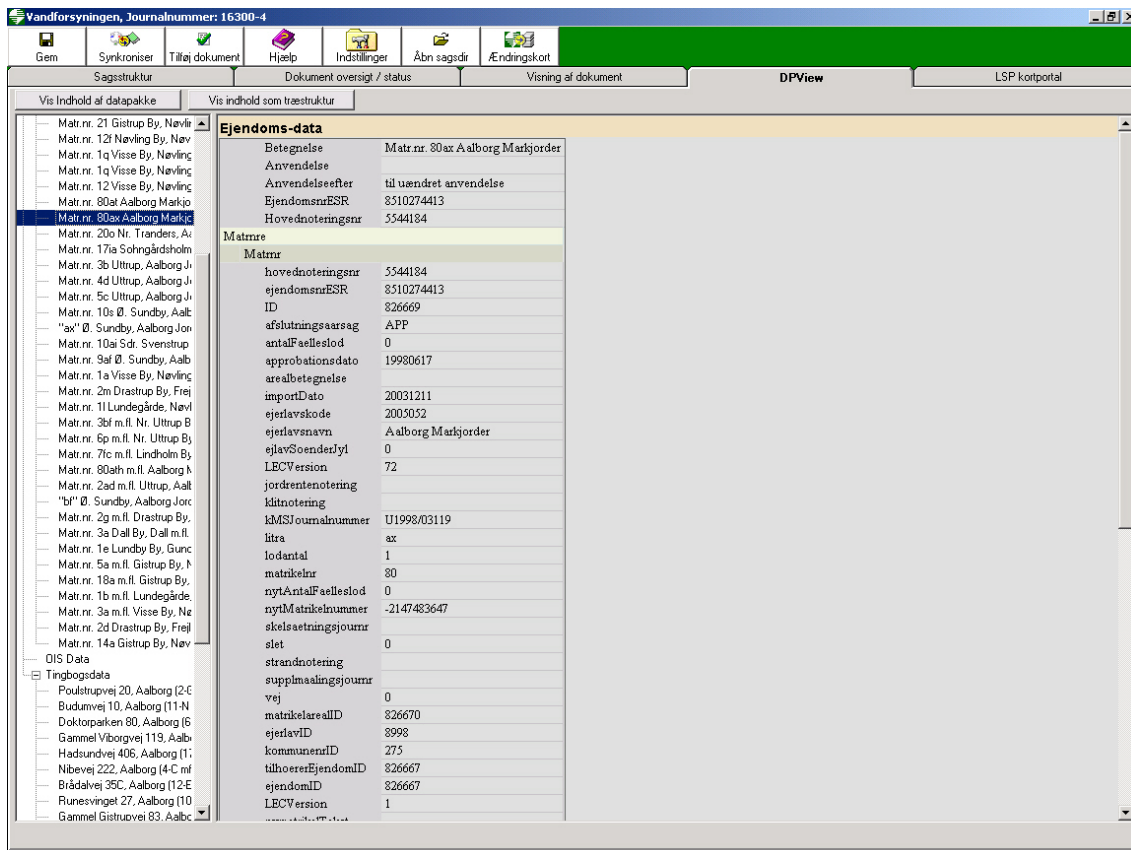 Vandforsyningen, Journalnummer: 16300-4
Gem Synkroniser Tilføj dokument Hjælp Indstillinger Åbn sagsdir Ændringskort
Sagsstruktur Dokument oversigt / status Visning af dokument DPView LSP kortportal
Vis Indhold af datapakke Vis indhold som træstruktur
Matr.nr. 21 Gistrup By, Nøvlir
Matr.nr. 12f Nøvling By, Nøv
Matr.nr. 1q Visse By, Nøvling
Matr.nr. 1q Visse By, Nøvling
Matr.nr. 12 Visse By, Nøvling
Matr.nr. 80at Aalborg Markjo
Matr.nr. 80ax Aalborg Markjc
Matr.nr. 20o Nr. Tranders, A
Matr.nr. 17ia Sohngårdsholm
Matr.nr. 3b Uttrup, Aalborg J
Matr.nr. 4d Uttrup, Aalborg J
Matr.nr. 5c Uttrup, Aalborg J
Matr.nr. 10s Ø. Sundby, Aalb
"ax" Ø. Sundby, Aalborg Jor
Matr.nr. 10ai Sdr. Svenstrup
Matr.nr. 9af Ø. Sundby, Aalb
Matr.nr. 1a Visse By, Nøvling
Matr.nr. 2m Drastrup By, Frej
Matr.nr. 1l Lundegårde, Nøvl
Matr.nr. 3bf m.fl. Nr. Uttrup B
Matr.nr. 6p m.fl. Nr. Uttrup By
Matr.nr. 7fc m.fl. Lindholm By
Matr.nr. 80ath m.fl. Aalborg M
Matr.nr. 2ad m.fl. Uttrup, Aalb
"bf" Ø. Sundby, Aalborg Jorc
Matr.nr. 2g m.fl. Drastrup By,
Matr.nr. 3a Dall By, Dall m.fl.
Matr.nr. 1e Lundby By, Gunc
Matr.nr. 5a m.fl. Gistrup By, N
Matr.nr. 18a m.fl. Gistrup By,
Matr.nr. 1b m.fl. Lundegårde,
Matr.nr. 3a m.fl. Visse By, Nø
Matr.nr. 2d Drastrup By, Frejl
Matr.nr. 14a Gistrup By, Nøv
OIS Data
Tingbogsdata
Poulstrupvej 20, Aalborg (2-
Budumvej 10, Aalborg (11-N
Doktorparken 80, Aalborg (6
Gammel Viborgvej 119, Aalb
Hadsundvej 406, Aalborg (1
Nibevej 222, Aalborg (4-C mf
Brådalvej 35C, Aalborg (12-E
Runesvinget 27, Aalborg (10
Gammel Gistrupvej 83, Aalbc
Ejendoms-data
Betegnelse Matr.nr. 80ax Aalborg Markjorder
Anvendelse
Anvendelseefter til uændret anvendelse
EjendomsnrESR 8510274413
Hovednoteringsnr 5544184
Matrnre
Matrnr
hovednoteringsnr 5544184
ejendomsnrESR 8510274413
ID 826669
afslutningsaarsag APP
antalFaelleslod 0
approbationsdato 19980617
arealbetegnelse
importDato 20031211
ejerlavskode 2005052
ejerlavsnavn Aalborg Markjorder
ejlavSoenderJyl 0
LECVersion 72
jordrentenotering
klitnotering
kMSJournalnummer U1998/03119
litra ax
lodantal 1
matrikelnr 80
nytAntalFaelleslod 0
nytMatrikelnummer -2147483647
skelsaetningsjournr
slet 0
strandnotering
supplmaalingsjournr
vej 0
matrikelarealID 826670
ejerlavID 8998
kommunenrID 275
tilhoererEjendomID 826667
ejendomID 826667
LECVersion 1